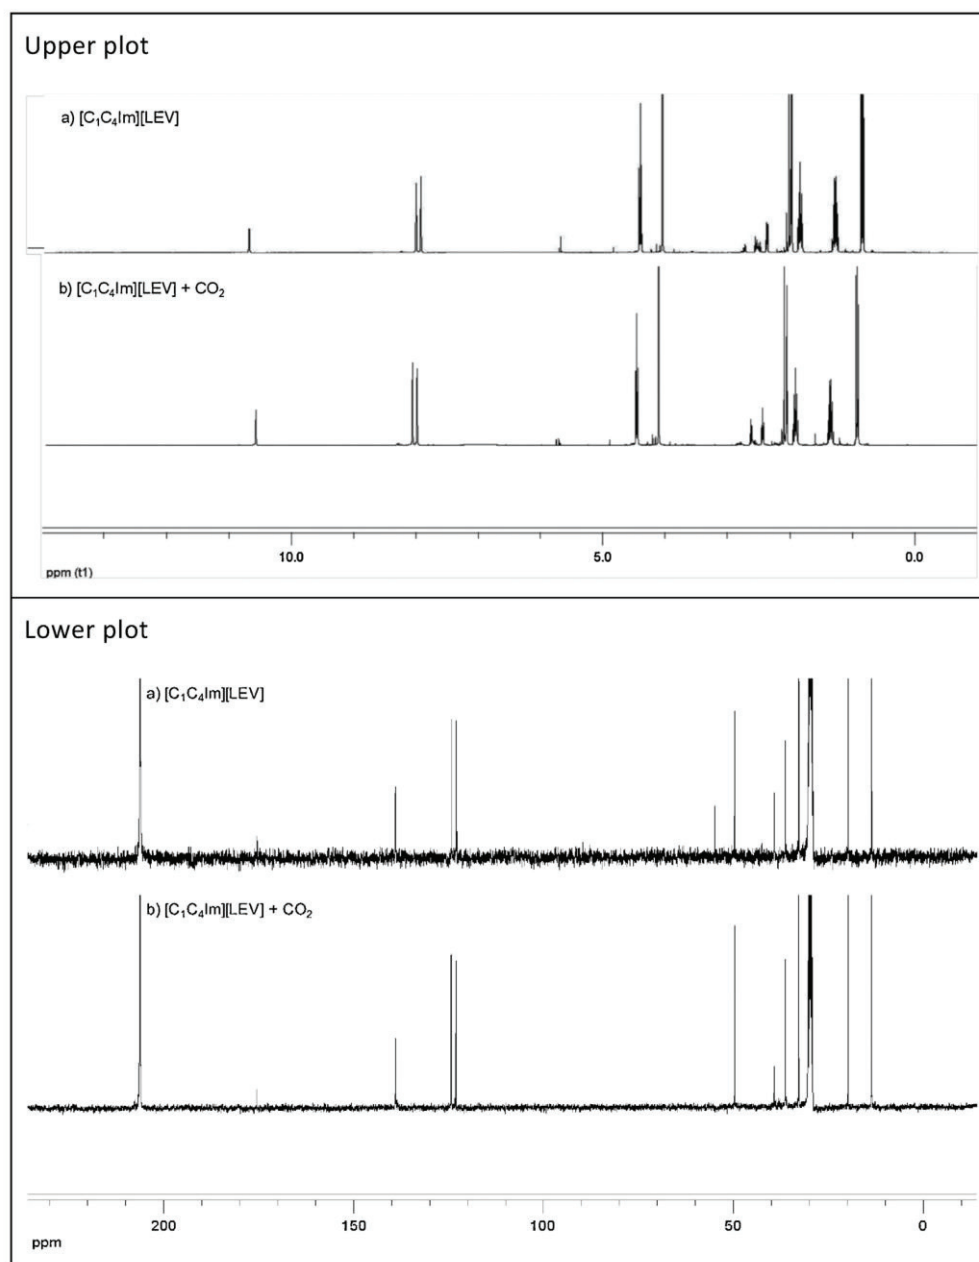 Upper plot
a) [C₁C₄Im][LEV]
b) [C₁C₄Im][LEV] + CO₂
10.0 5.0 0.0
ppm (t1)
Lower plot
a) [C₁C₄Im][LEV]
b) [C₁C₄Im][LEV] + CO₂
200 150 100 50 0
ppm